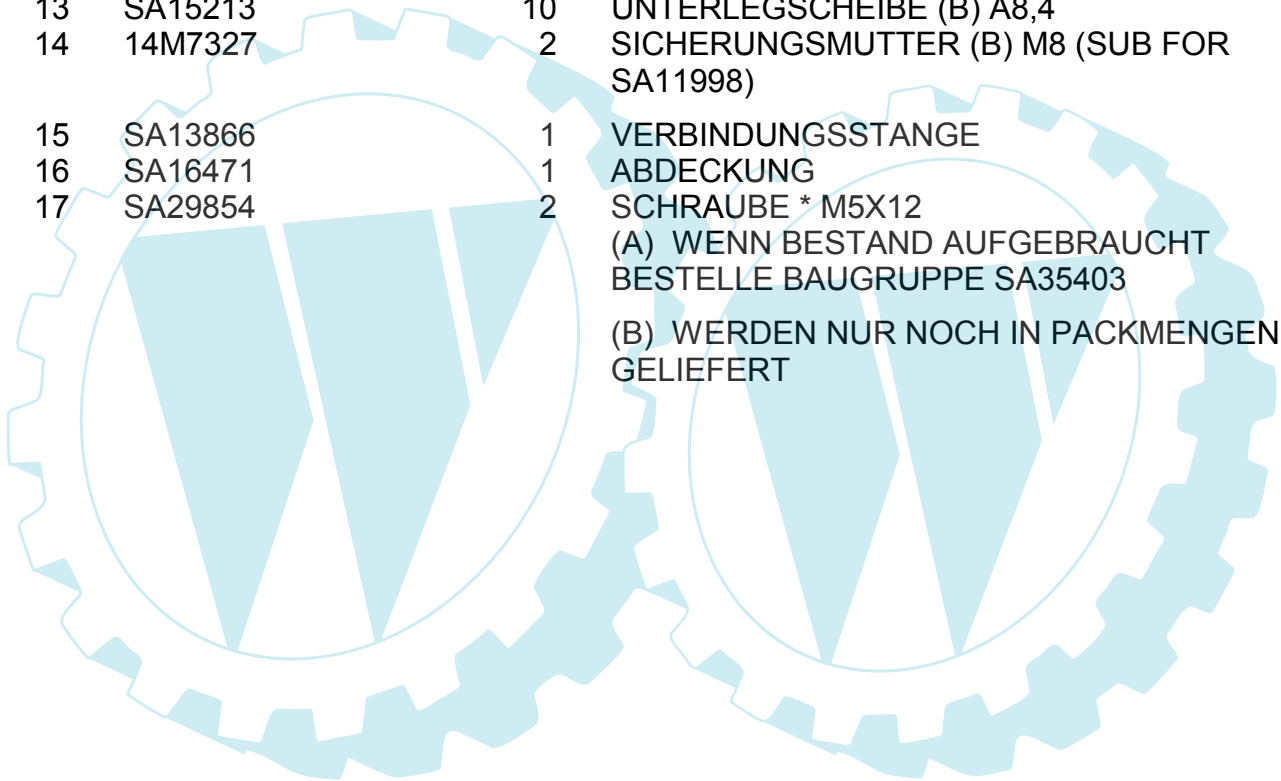 13 SA15213 10 UNTERLEGSCHEIBE (B) A8,4
14 14M7327 2 SICHERUNGSMUTTER (B) M8 (SUB FOR
SA11998)
15 SA13866 1 VERBINDUNGSSTANGE
16 SA16471 1 ABDECKUNG
17 SA29854 2 SCHRAUBE * M5X12
(A) WENN BESTAND AUFGEBRAUCHT
BESTELLE BAUGRUPPE SA35403
(B) WERDEN NUR NOCH IN PACKMENGEN
GELIEFERT